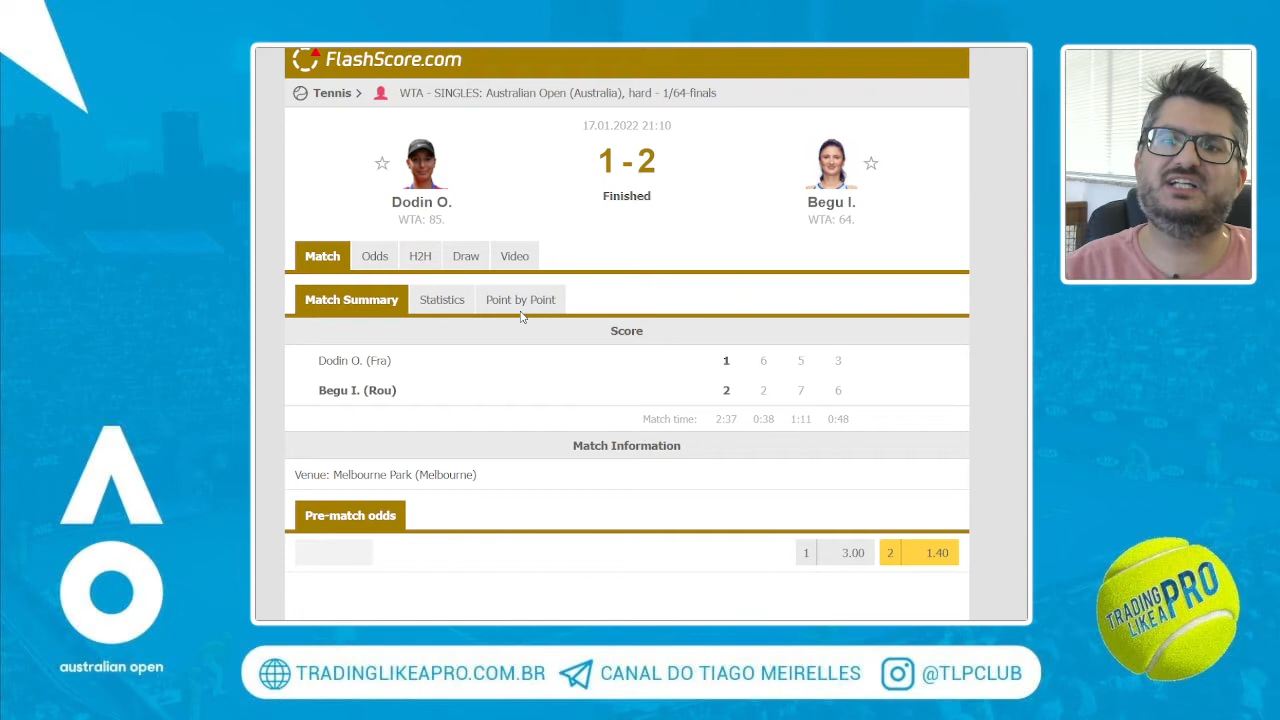 FlashScore.com
Tennis > WTA - SINGLES: Australian Open (Australia), hard - 1/64-finals
17.01.2022 21:10
1 - 2
Finished
Dodin O.
WTA: 85.
Begu I.
WTA: 64.
Match Odds H2H Draw Video
Match Summary Statistics Point by Point
Score
Dodin O. (Fra) 1 6 5 3
Begu I. (Rou) 2 2 7 6
Match time: 2:37 0:38 1:11 0:48
Match Information
Venue: Melbourne Park (Melbourne)
Pre-match odds
1 3.00 2 1.40
australian open
TRADING
LIKE A
PRO
TRADINGLIKEAPRO.COM.BR CANAL DO TIAGO MEIRELLES @TLPCLUB